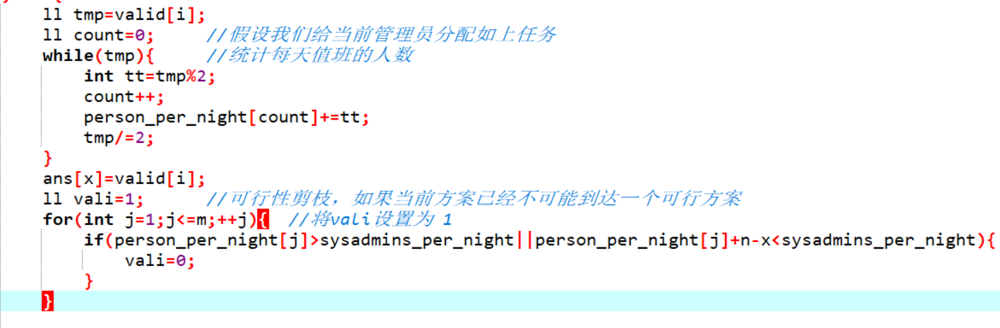 ll tmp=valid[i];
ll count=0;     //假设我们给当前管理员分配如上任务
while(tmp){     //统计每天值班的人数
    int tt=tmp%2;
    count++;
    person_per_night[count]+=tt;
    tmp/=2;
}
ans[x]=valid[i];
ll vali=1;      //可行性剪枝，如果当前方案已经不可能到达一个可行方案
for(int j=1;j<=m;++j){  //将vali设置为 1
    if(person_per_night[j]>sysadmins_per_night||person_per_night[j]+n-x<sysadmins_per_night){
        vali=0;
    }
}